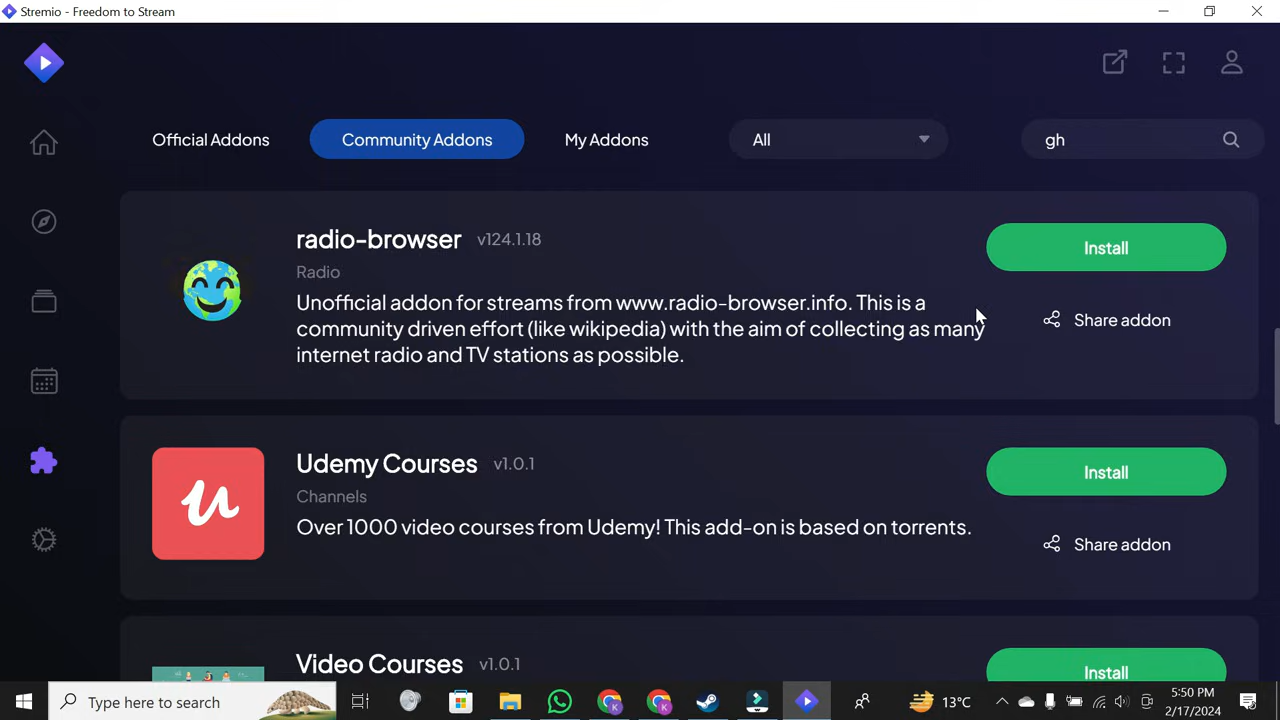 Stremio - Freedom to Stream
Official Addons
Community Addons
My Addons
All
gh
radio-browser v124.1.18
Radio
Unofficial addon for streams from www.radio-browser.info. This is a
community driven effort (like wikipedia) with the aim of collecting as many
internet radio and TV stations as possible.
Install
Share addon
Udemy Courses v1.0.1
Channels
Over 1000 video courses from Udemy! This add-on is based on torrents.
Install
Share addon
Video Courses v1.0.1
Install
Type here to search
13°C
5:50 PM
2/17/2024